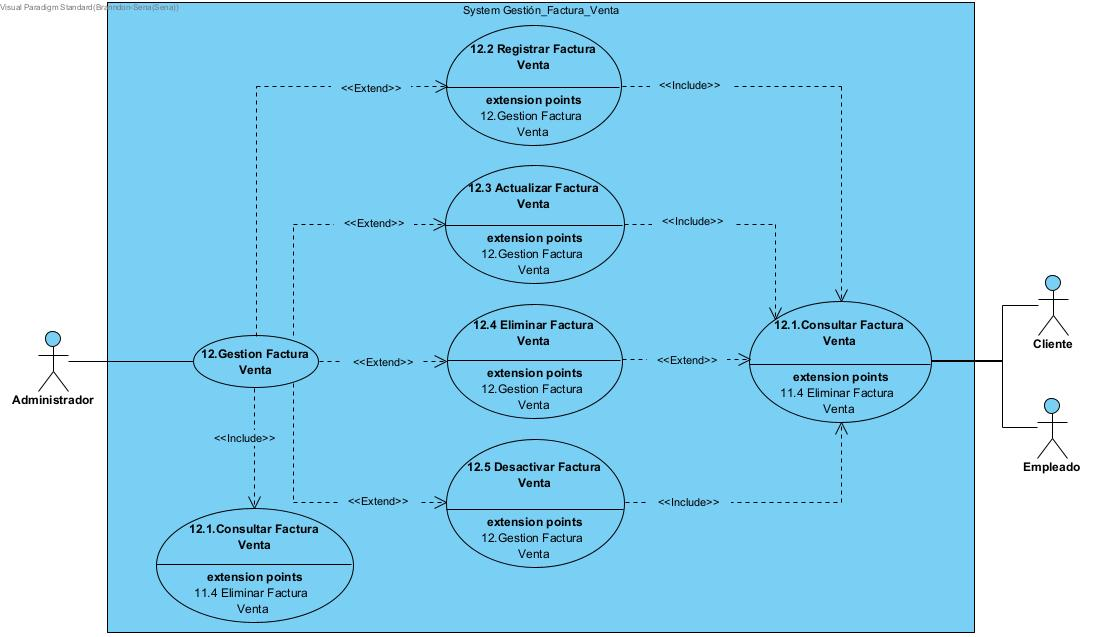 Visual Paradigm Standard(Brandon-Sena(Sena))
System Gestión_Factura_Venta
12.2 Registrar Factura
Venta
extension points
12.Gestion Factura
Venta
<<Extend>>
<<Include>>
12.3 Actualizar Factura
Venta
extension points
12.Gestion Factura
Venta
<<Extend>>
<<Include>>
12.4 Eliminar Factura
Venta
extension points
12.Gestion Factura
Venta
<<Extend>>
<<Extend>>
12.Gestion Factura
Venta
Administrador
12.1.Consultar Factura
Venta
extension points
11.4 Eliminar Factura
Venta
Cliente
Empleado
<<Include>>
12.5 Desactivar Factura
Venta
extension points
12.Gestion Factura
Venta
<<Extend>>
<<Include>>
12.1.Consultar Factura
Venta
extension points
11.4 Eliminar Factura
Venta